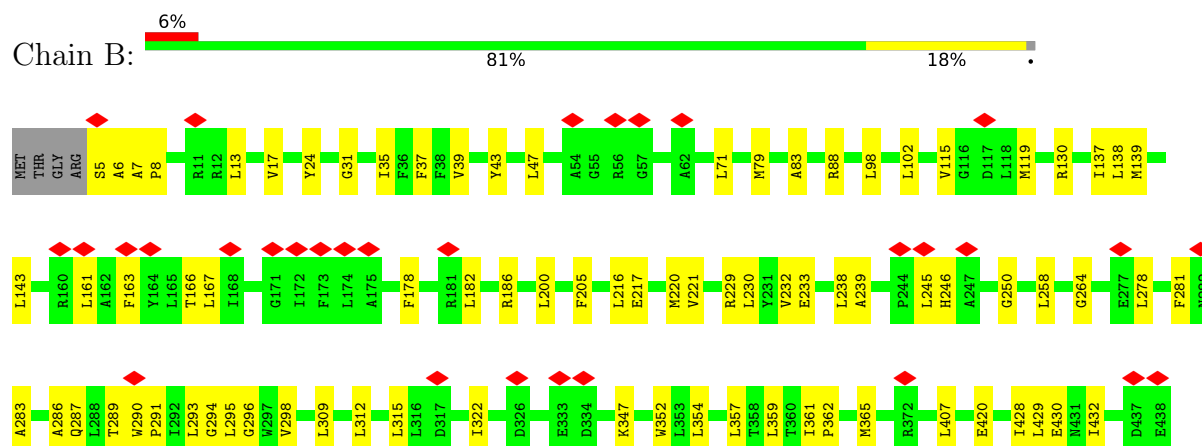 6%
Chain B:
81% 18% •
MET THR GLY ARG S5 A6 A7 P8 R11 R12 L13 V17 Y24 G31 I35 F36 F37 F38 V39 Y43 L47 A54 G55 R56 G57 A62 L71 M79 A83 R88 L98 L102 V115 G116 D117 L118 M119 R130 I137 L138 M139
L143 R160 L161 A162 F163 Y164 L165 T166 L167 I168 G171 I172 F173 L174 A175 F178 R181 L182 R186 L200 F205 L216 E217 M220 V221 R229 L230 Y231 V232 E233 L238 A239 P244 L245 H246 A247 G250 L258 G264 E277 L278 F281
A283 A286 Q287 L288 T289 W290 P291 I292 L293 G294 L295 G296 W297 V298 L309 L312 L315 L316 D317 I322 D326 E333 D334 K347 W352 L353 L354 L357 T358 L359 T360 I361 P362 M365 R372 L407 E420 I428 L429 E430 N431 I432 D437 E438